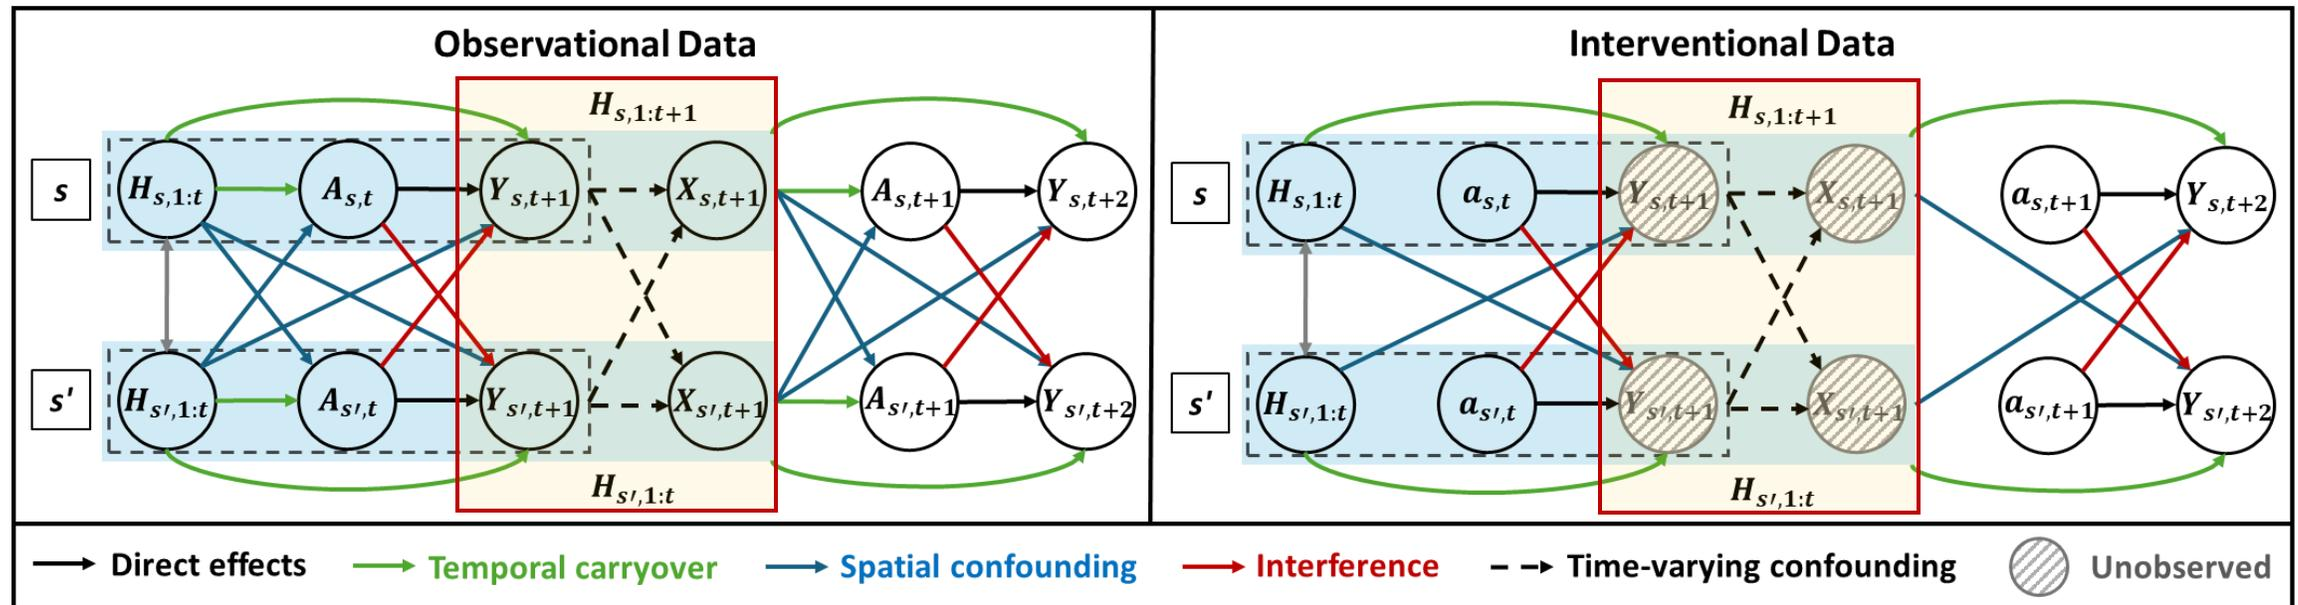 Observational Data
H_{s,1:t+1}
s
H_{s,1:t} A_{s,t} Y_{s,t+1} X_{s,t+1} A_{s,t+1} Y_{s,t+2}
s'
H_{s′,1:t} A_{s′,t} Y_{s′,t+1} X_{s′,t+1} A_{s′,t+1} Y_{s′,t+2}
H_{s′,1:t}
Interventional Data
H_{s,1:t+1}
s
H_{s,1:t} a_{s,t} Y_{s,t+1} X_{s,t+1} a_{s,t+1} Y_{s,t+2}
s'
H_{s′,1:t} a_{s′,t} Y_{s′,t+1} X_{s′,t+1} a_{s′,t+1} Y_{s′,t+2}
H_{s′,1:t}
Direct effects Temporal carryover Spatial confounding Interference Time-varying confounding Unobserved